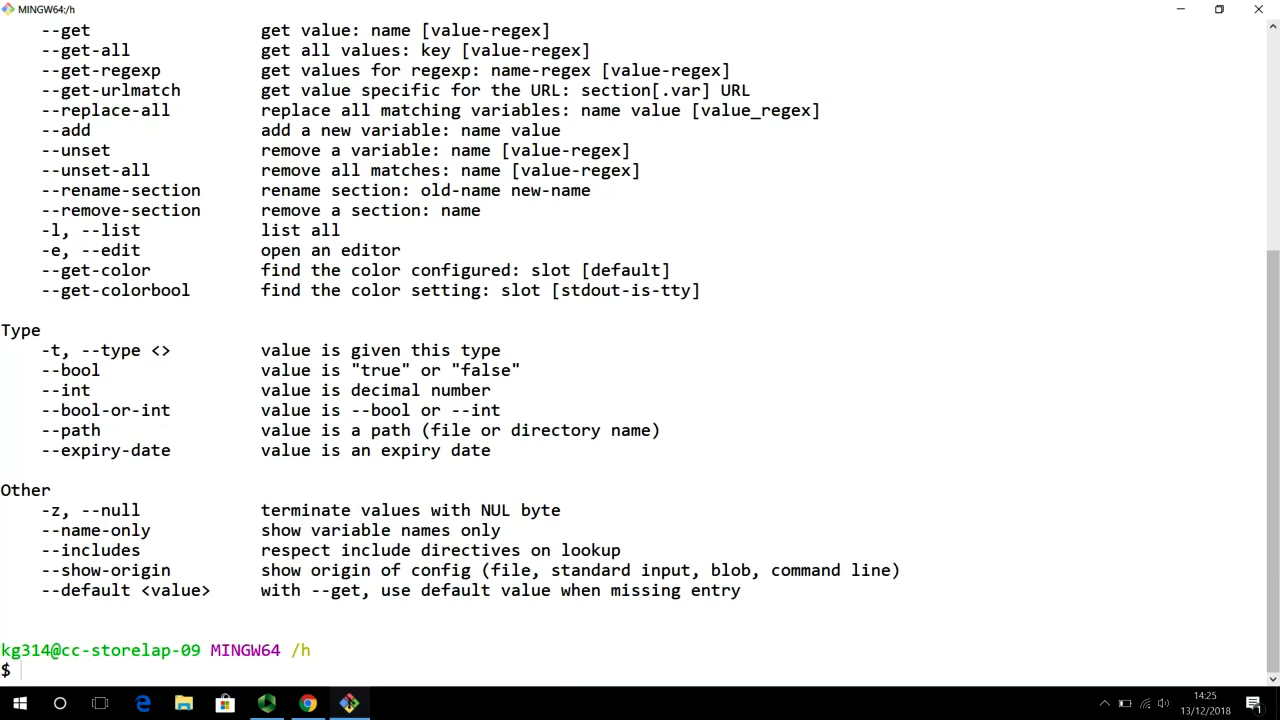 MINGW64:/h
--get get value: name [value-regex]
--get-all get all values: key [value-regex]
--get-regexp get values for regexp: name-regex [value-regex]
--get-urlmatch get value specific for the URL: section[.var] URL
--replace-all replace all matching variables: name value [value_regex]
--add add a new variable: name value
--unset remove a variable: name [value-regex]
--unset-all remove all matches: name [value-regex]
--rename-section rename section: old-name new-name
--remove-section remove a section: name
-l, --list list all
-e, --edit open an editor
--get-color find the color configured: slot [default]
--get-colorbool find the color setting: slot [stdout-is-tty]
Type
-t, --type <> value is given this type
--bool value is "true" or "false"
--int value is decimal number
--bool-or-int value is --bool or --int
--path value is a path (file or directory name)
--expiry-date value is an expiry date
Other
-z, --null terminate values with NUL byte
--name-only show variable names only
--includes respect include directives on lookup
--show-origin show origin of config (file, standard input, blob, command line)
--default <value> with --get, use default value when missing entry
kg314@cc-storelap-09 MINGW64 /h
$
14:25
13/12/2018
1